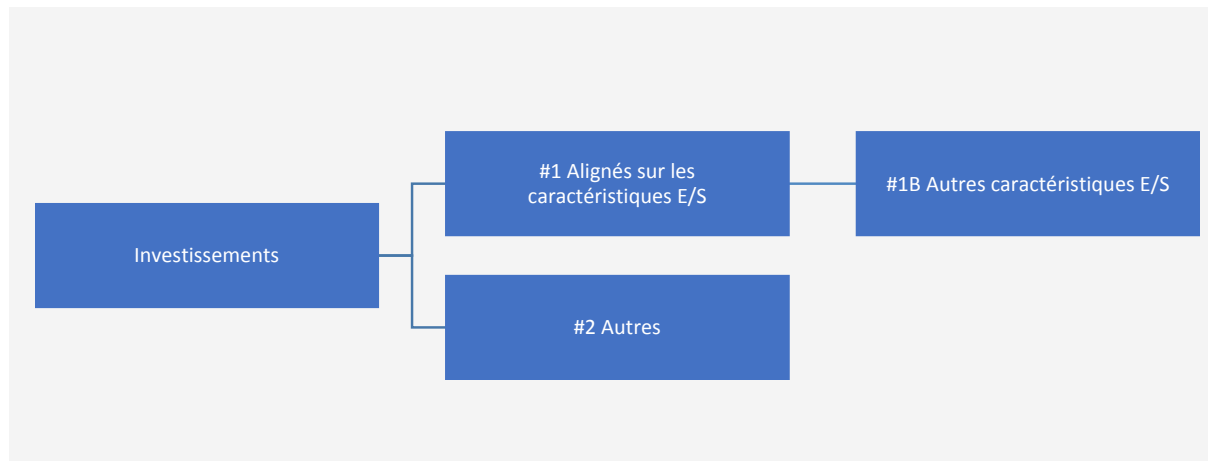 #1 Alignés sur les
caractéristiques E/S
#1B Autres caractéristiques E/S
Investissements
#2 Autres